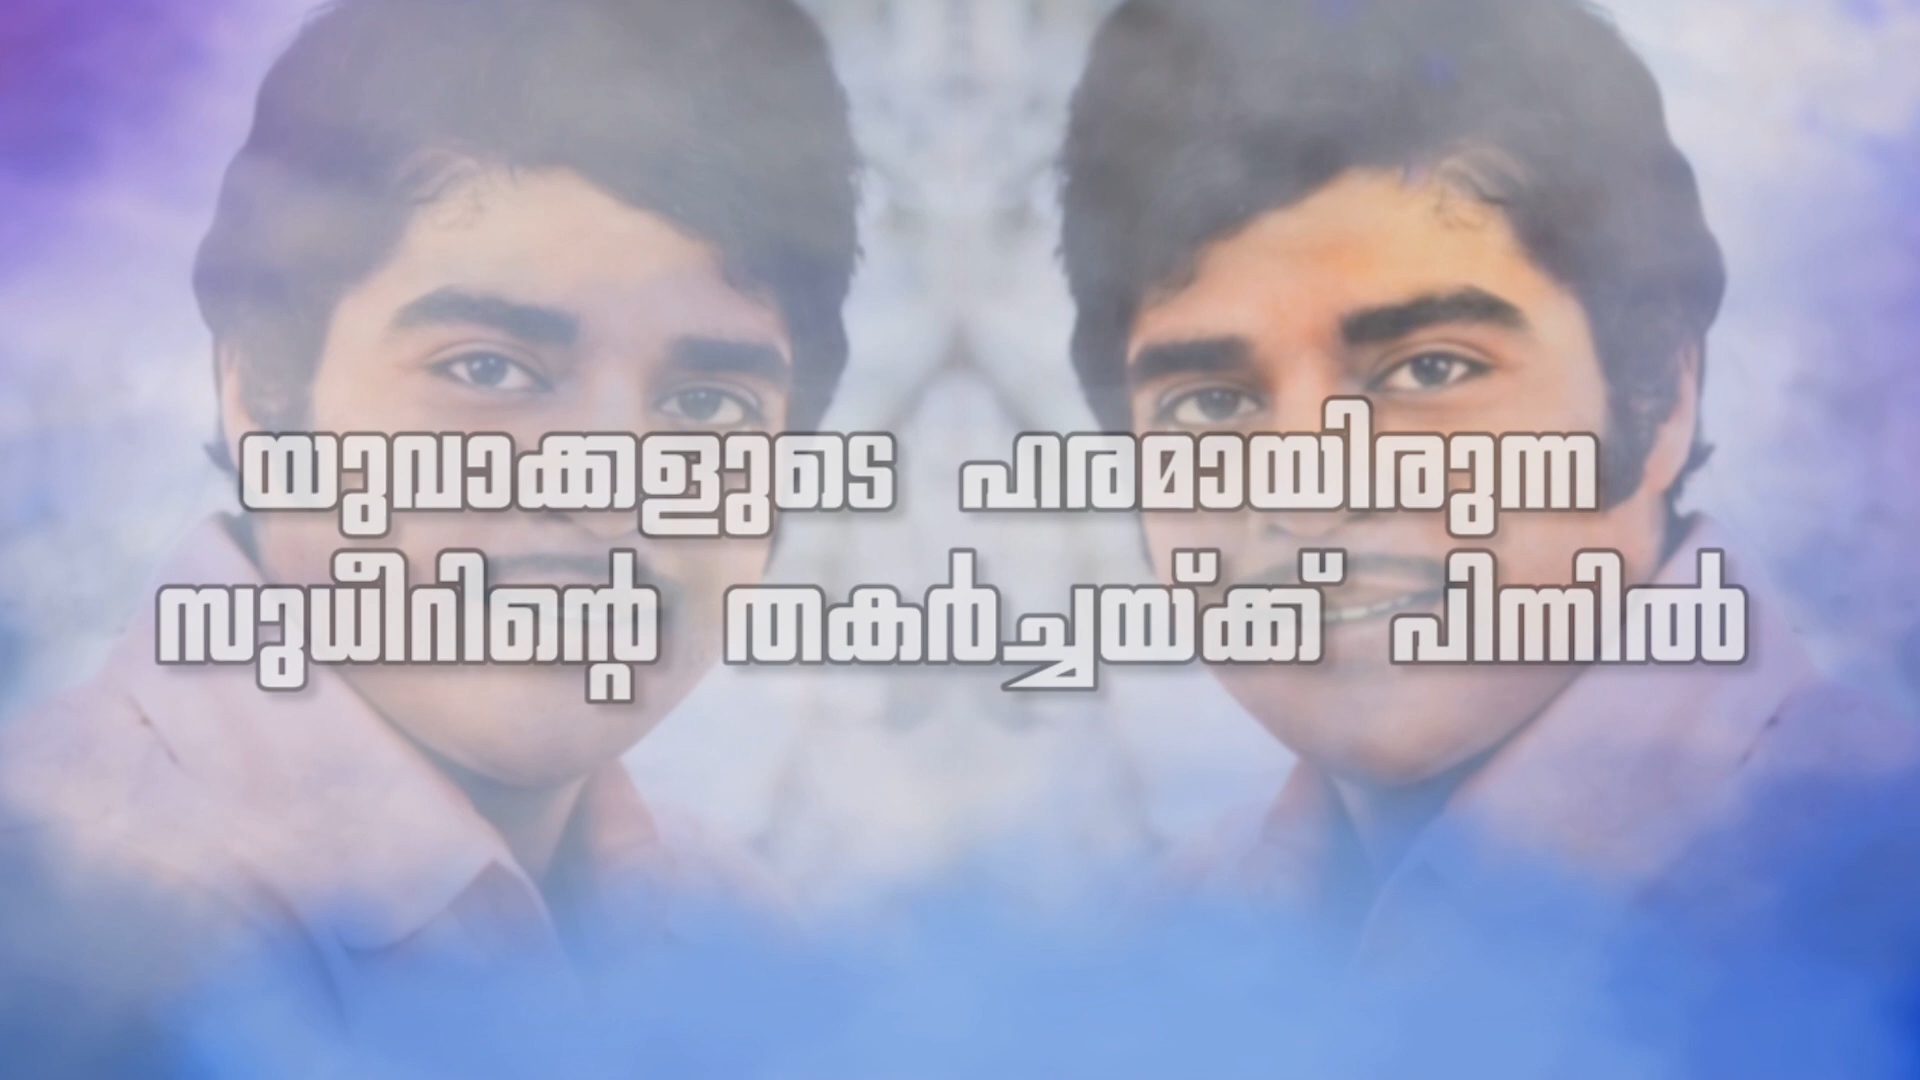 യുവാക്കളുടെ ഹരമായിരുന്ന
സുധീറിന്റെ തകർച്ചയ്ക്ക് പിന്നിൽ